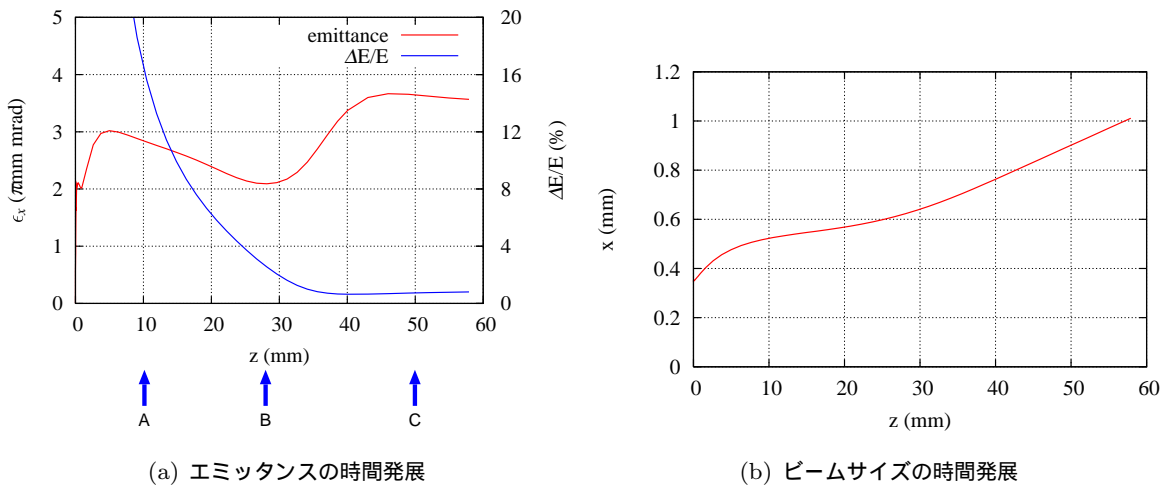 5
4
3
2
1
0
20
16
12
8
4
0
emittance
ΔE/E
ϵx (πmm mrad)
ΔE/E (%)
0 10 20 30 40 50 60
z (mm)
A B C
(a) エミッタンスの時間発展
1.2
1
0.8
0.6
0.4
0.2
0
x (mm)
0 10 20 30 40 50 60
z (mm)
(b) ビームサイズの時間発展